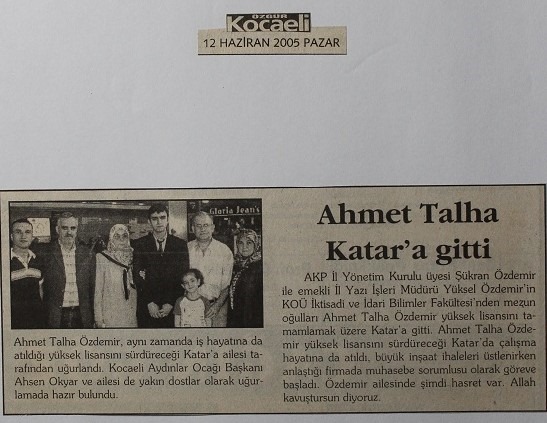 ÖZGÜR
Kocaeli
12 HAZİRAN 2005 PAZAR
Gloria Jean's
Ahmet Talha Özdemir, aynı zamanda iş hayatına da
atıldığı yüksek lisansını sürdüreceği Katar'a ailesi ta-
rafından uğurlandı. Kocaeli Aydınlar Ocağı Başkanı
Ahsen Okyar ve ailesi de yakın dostlar olarak uğur-
lamada hazır bulundu.
Ahmet Talha
Katar'a gitti
AKP İl Yönetim Kurulu üyesi Şükran Özdemir
ile emekli İl Yazı İşleri Müdürü Yüksel Özdemir'in
KOÜ İktisadi ve İdari Bilimler Fakültesi'nden mezun
oğulları Ahmet Talha Özdemir yüksek lisansını ta-
mamlamak üzere Katar'a gitti. Ahmet Talha Özde-
mir yüksek lisansını sürdüreceği Katar'da çalışma
hayatına da atıldı, büyük inşaat ihaleleri üstlenirken
anlaştığı firmada muhasebe sorumlusu olarak göreve
başladı. Özdemir ailesinde şimdi hasret var. Allah
kavuştursun diyoruz.